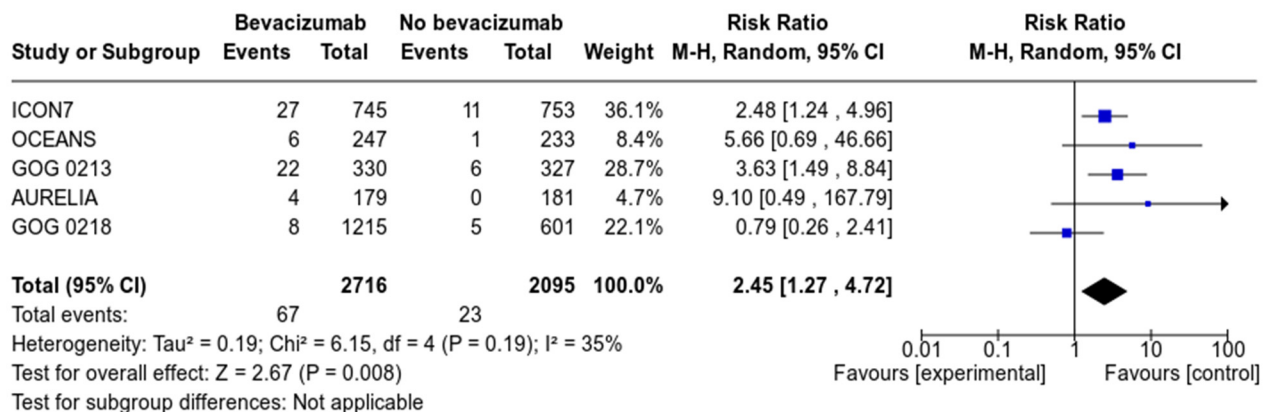 Bevacizumab No bevacizumab Risk Ratio Risk Ratio
Study or Subgroup Events Total Events Total Weight M-H, Random, 95% CI M-H, Random, 95% CI
ICON7 27 745 11 753 36.1% 2.48 [1.24 , 4.96]
OCEANS 6 247 1 233 8.4% 5.66 [0.69 , 46.66]
GOG 0213 22 330 6 327 28.7% 3.63 [1.49 , 8.84]
AURELIA 4 179 0 181 4.7% 9.10 [0.49 , 167.79]
GOG 0218 8 1215 5 601 22.1% 0.79 [0.26 , 2.41]
Total (95% CI) 2716 2095 100.0% 2.45 [1.27 , 4.72]
Total events: 67 23
Heterogeneity: Tau² = 0.19; Chi² = 6.15, df = 4 (P = 0.19); I² = 35%
0.01 0.1 1 10 100
Test for overall effect: Z = 2.67 (P = 0.008) Favours [experimental] Favours [control]
Test for subgroup differences: Not applicable